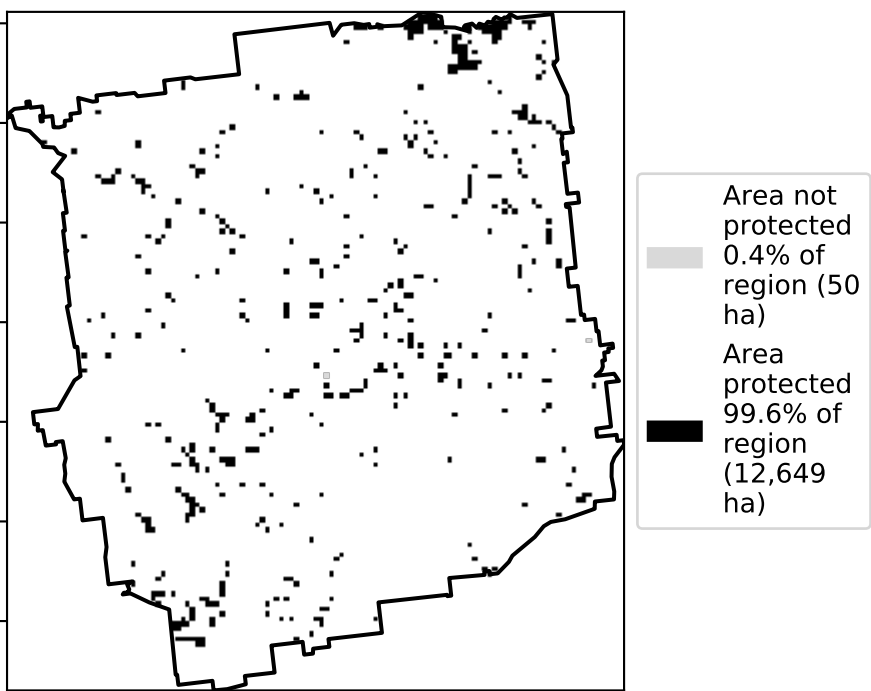 Area not
protected
0.4% of
region (50
ha)
Area
protected
99.6% of
region
(12,649
ha)